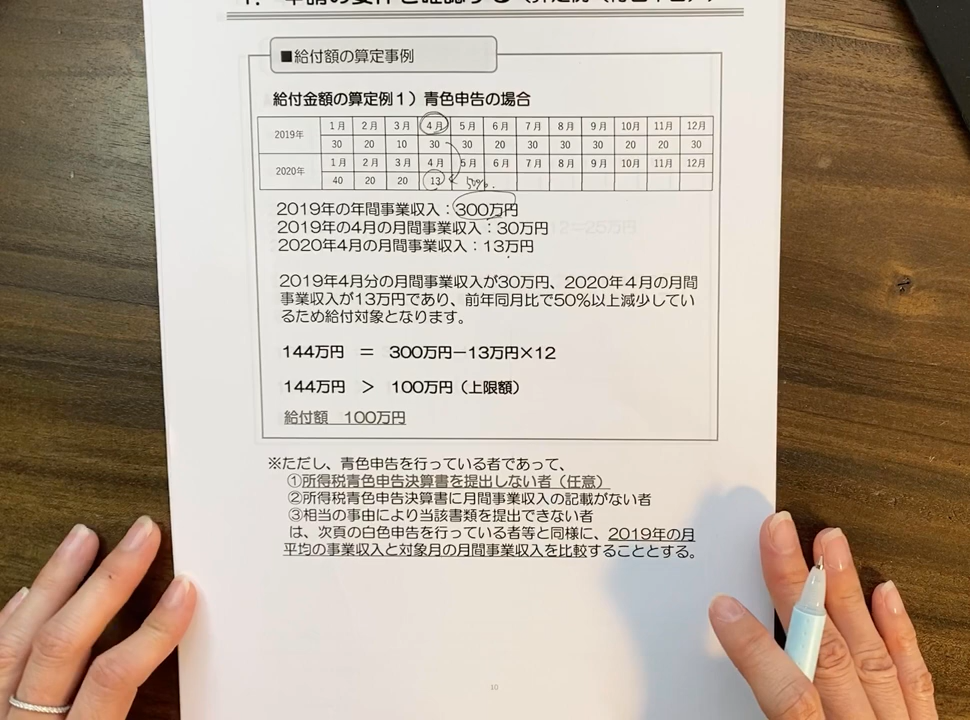 ■給付額の算定事例
給付金額の算定例1）青色申告の場合
2019年 1月 2月 3月 4月 5月 6月 7月 8月 9月 10月 11月 12月
30 20 10 30 30 20 30 30 30 20 20 30
2020年 1月 2月 3月 4月 5月 6月 7月 8月 9月 10月 11月 12月
40 20 20 13 50%.
2019年の年間事業収入：300万円
2019年の4月の月間事業収入：30万円
2020年4月の月間事業収入：13万円
2019年4月分の月間事業収入が30万円、2020年4月の月間
事業収入が13万円であり、前年同月比で50%以上減少してい
るため給付対象となります。
144万円 ＝ 300万円－13万円×12
144万円 ＞ 100万円（上限額）
給付額 100万円
※ただし、青色申告を行っている者であって、
①所得税青色申告決算書を提出しない者（任意）
②所得税青色申告決算書に月間事業収入の記載がない者
③相当の事由により当該書類を提出できない者
は、次頁の白色申告を行っている者等と同様に、2019年の月
平均の事業収入と対象月の月間事業収入を比較することとする。
10